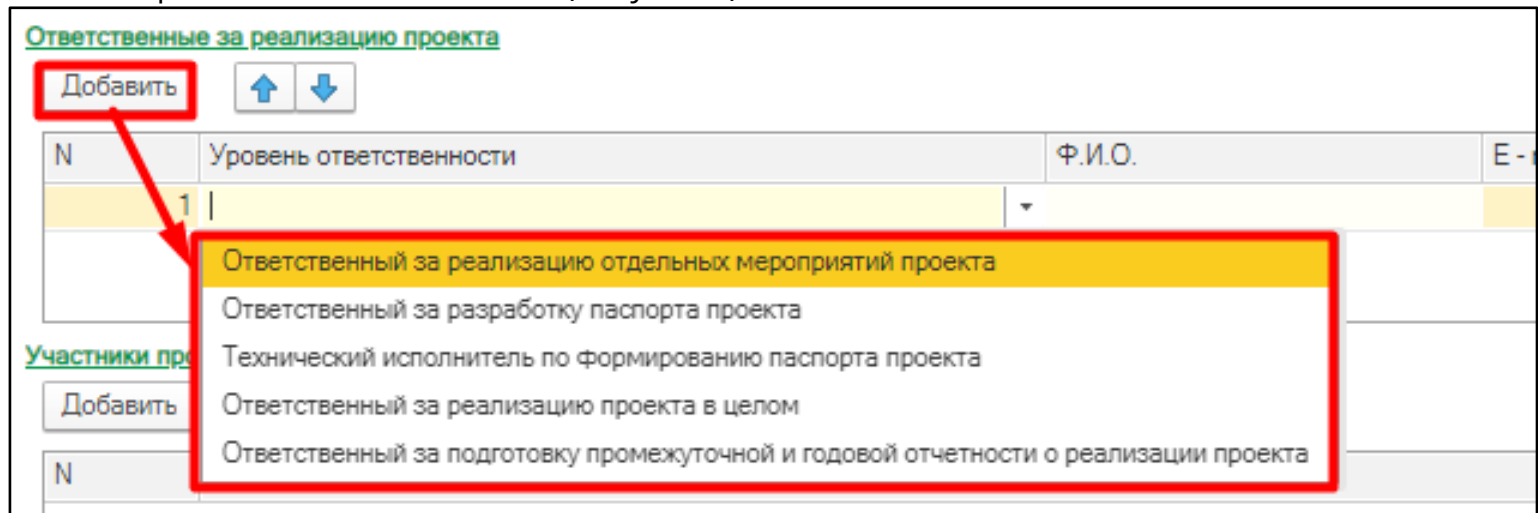 Ответственные за реализацию проекта
Добавить
N Уровень ответственности Ф.И.О. E -
1
Ответственный за реализацию отдельных мероприятий проекта
Ответственный за разработку паспорта проекта
Участники Технический исполнитель по формированию паспорта проекта
Добавить Ответственный за реализацию проекта в целом
Ответственный за подготовку промежуточной и годовой отчетности о реализации проекта
N